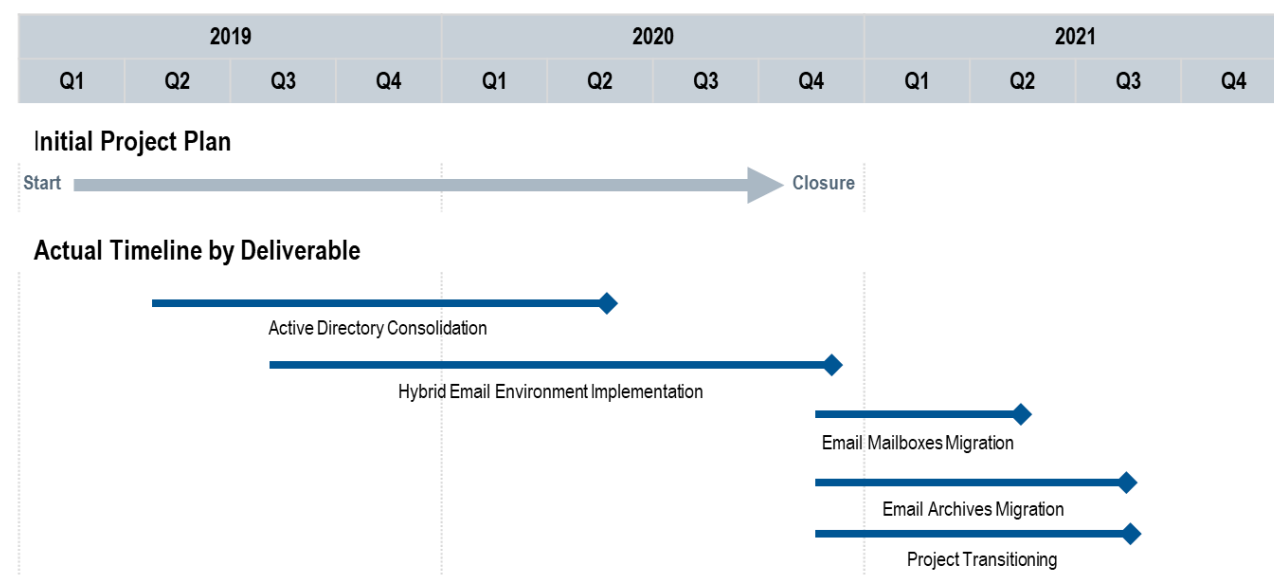 2019 2020 2021
Q1 Q2 Q3 Q4 Q1 Q2 Q3 Q4 Q1 Q2 Q3 Q4
Initial Project Plan
Start Closure
Actual Timeline by Deliverable
Active Directory Consolidation
Hybrid Email Environment Implementation
Email Mailboxes Migration
Email Archives Migration
Project Transitioning